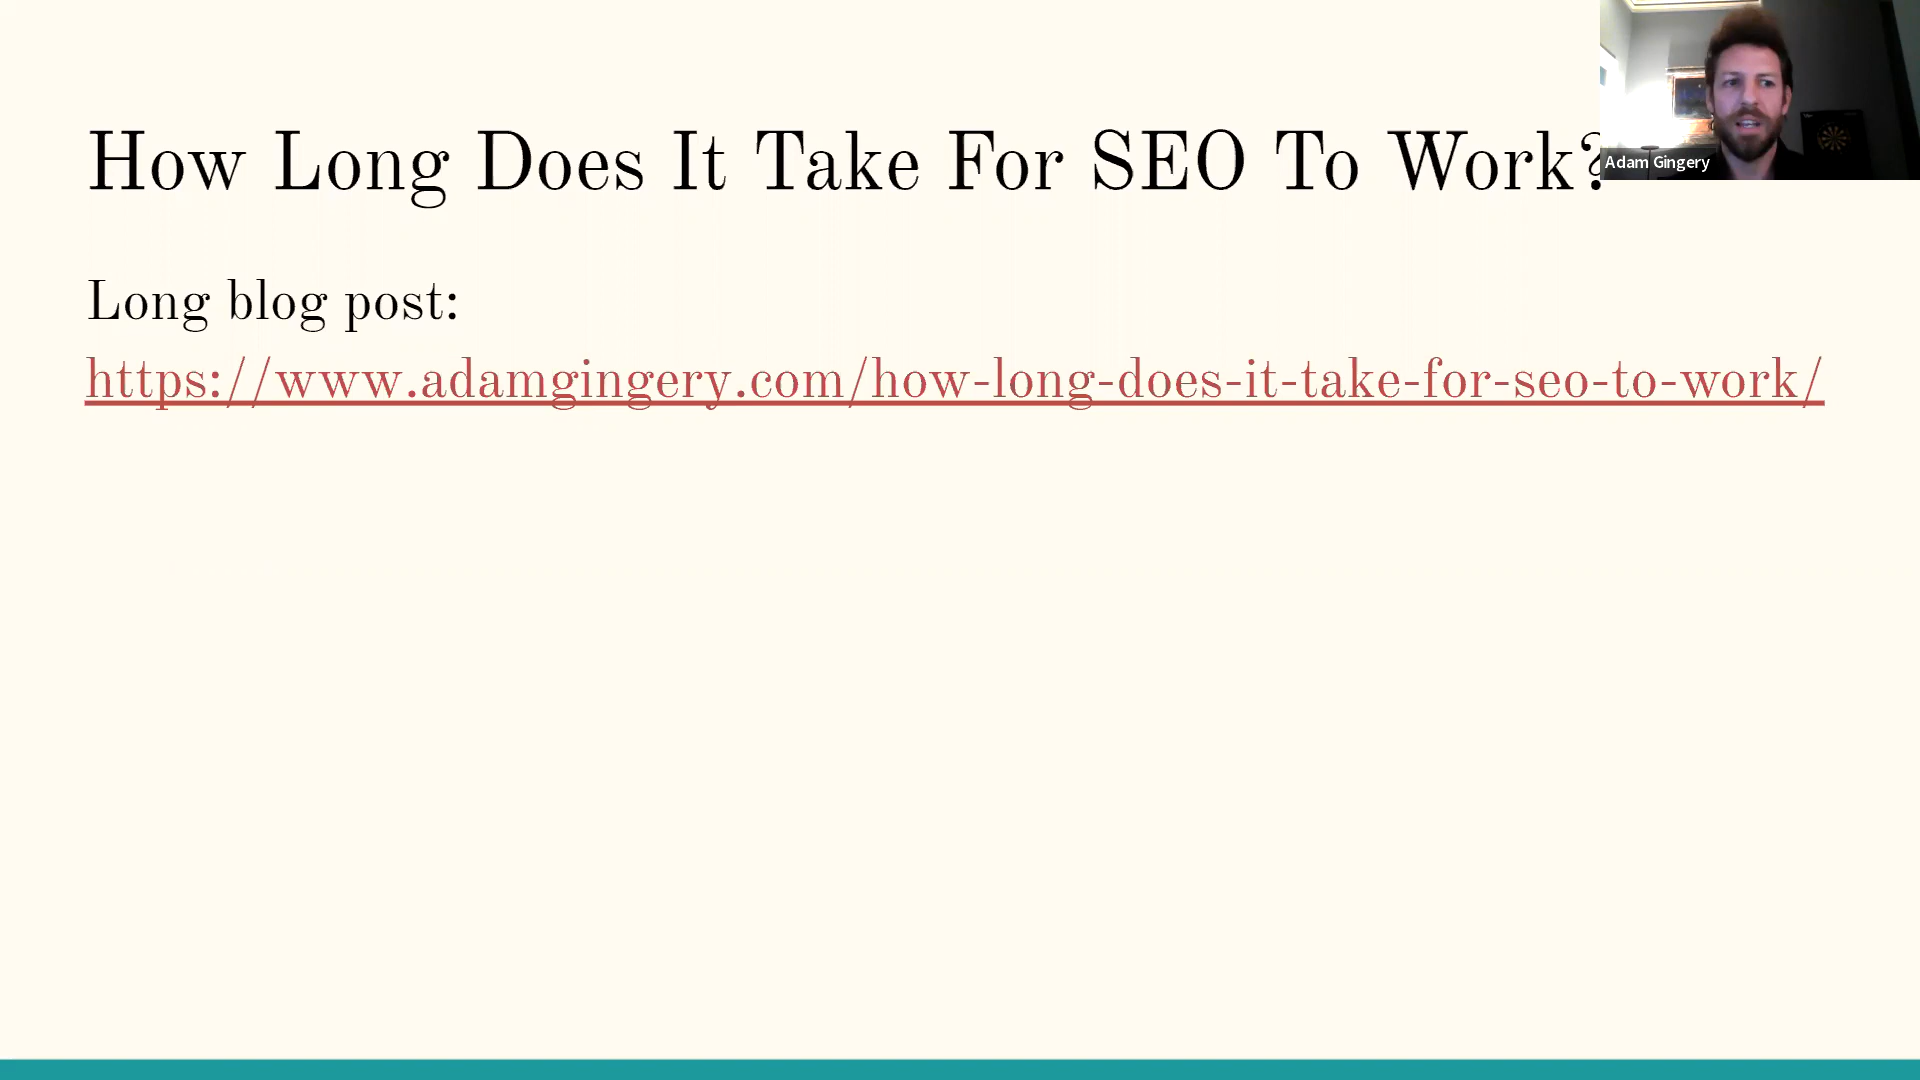 How Long Does It Take For SEO To Work?
Adam Gingery
Long blog post:
https://www.adamgingery.com/how-long-does-it-take-for-seo-to-work/